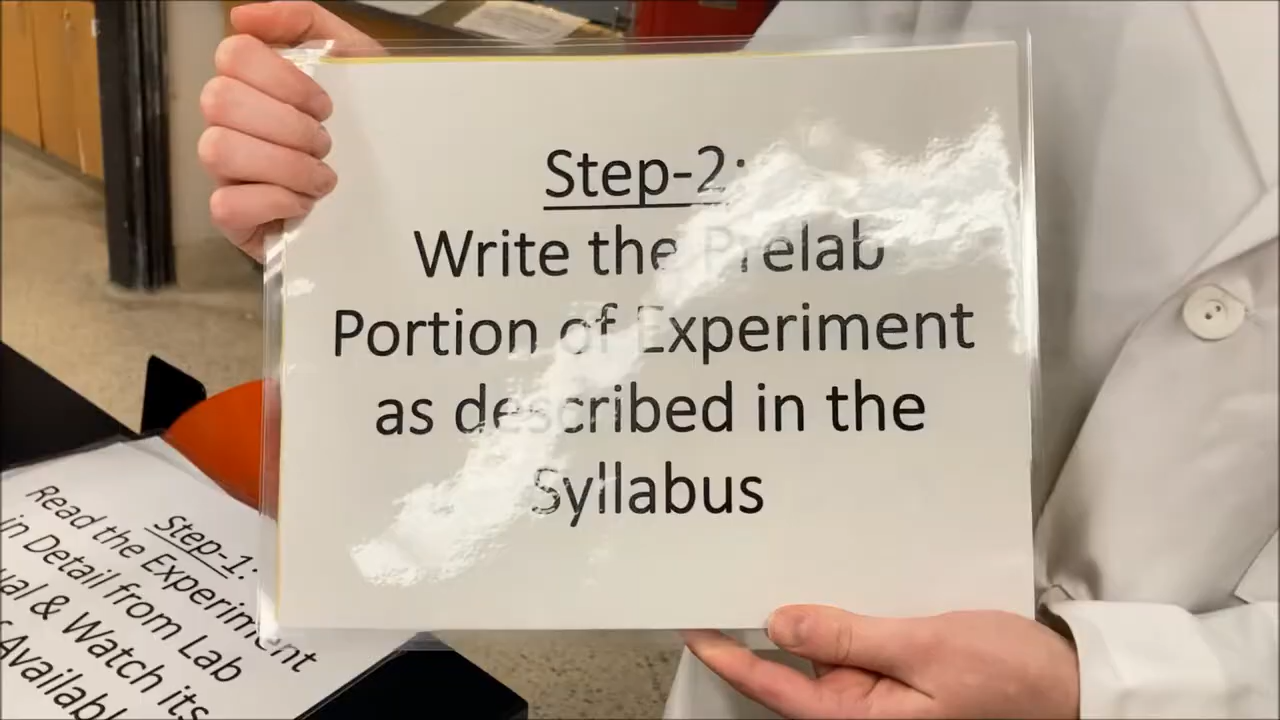 Step-2:
Write the Prelab
Portion of Experiment
as described in the
Syllabus
Step-1:
Read the Experiment
in Detail from Lab
& Watch its